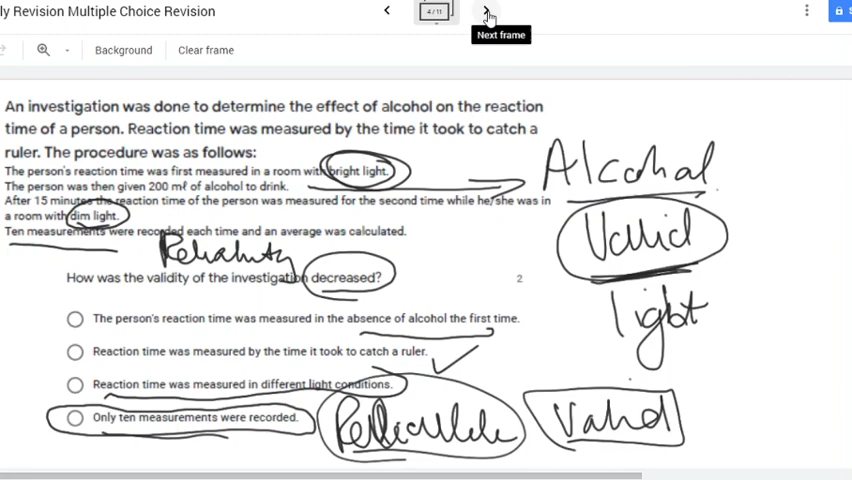 ly Revision Multiple Choice Revision
4 / 11
S
Next frame
Background
Clear frame
An investigation was done to determine the effect of alcohol on the reaction
time of a person. Reaction time was measured by the time it took to catch a
ruler. The procedure was as follows:
The person's reaction time was first measured in a room with bright light.
The person was then given 200 mℓ of alcohol to drink.
After 15 minutes the reaction time of the person was measured for the second time while he/she was in
a room with dim light.
Ten measurements were recorded each time and an average was calculated.
Alcohol
Valid
light
Reliability
How was the validity of the investigation decreased?
2
The person's reaction time was measured in the absence of alcohol the first time.
Reaction time was measured by the time it took to catch a ruler.
Reaction time was measured in different light conditions.
Only ten measurements were recorded.
Valid